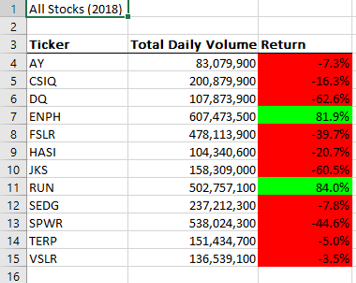 1 All Stocks (2018)
2
3 Ticker Total Daily Volume Return
4 AY 83,079,900 -7.3%
5 CSIQ 200,879,900 -16.3%
6 DQ 107,873,900 -62.6%
7 ENPH 607,473,500 81.9%
8 FSLR 478,113,900 -39.7%
9 HASI 104,340,600 -20.7%
10 JKS 158,309,000 -60.5%
11 RUN 502,757,100 84.0%
12 SEDG 237,212,300 -7.8%
13 SPWR 538,024,300 -44.6%
14 TERP 151,434,700 -5.0%
15 VSLR 136,539,100 -3.5%
16